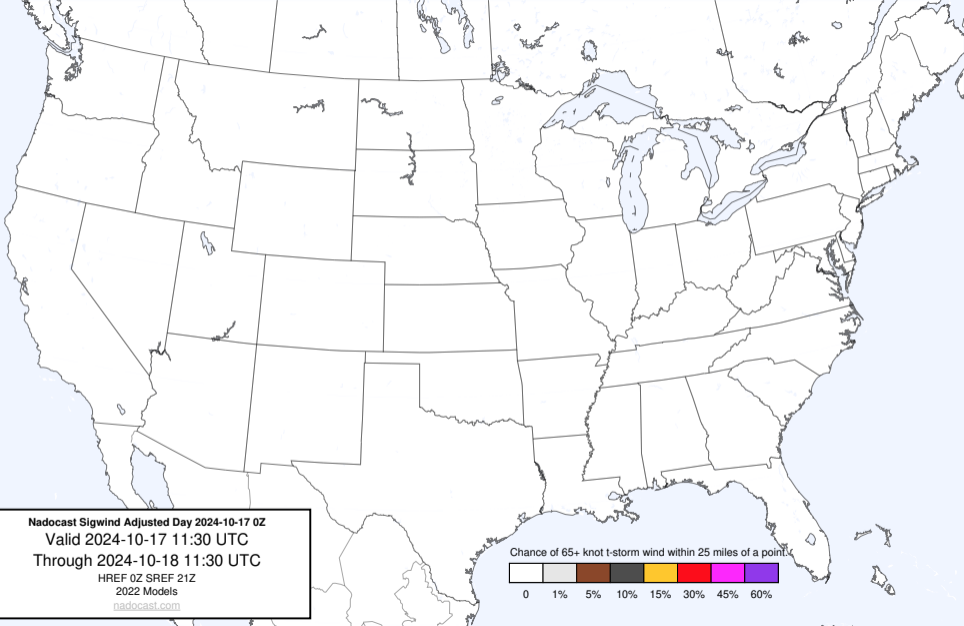 Nadocast Sigwind Adjusted Day 2024-10-17 0Z
Valid 2024-10-17 11:30 UTC
Through 2024-10-18 11:30 UTC
HREF 0Z SREF 21Z
2022 Models
nadocast.com
Chance of 65+ knot t-storm wind within 25 miles of a point.
0 1% 5% 10% 15% 30% 45% 60%